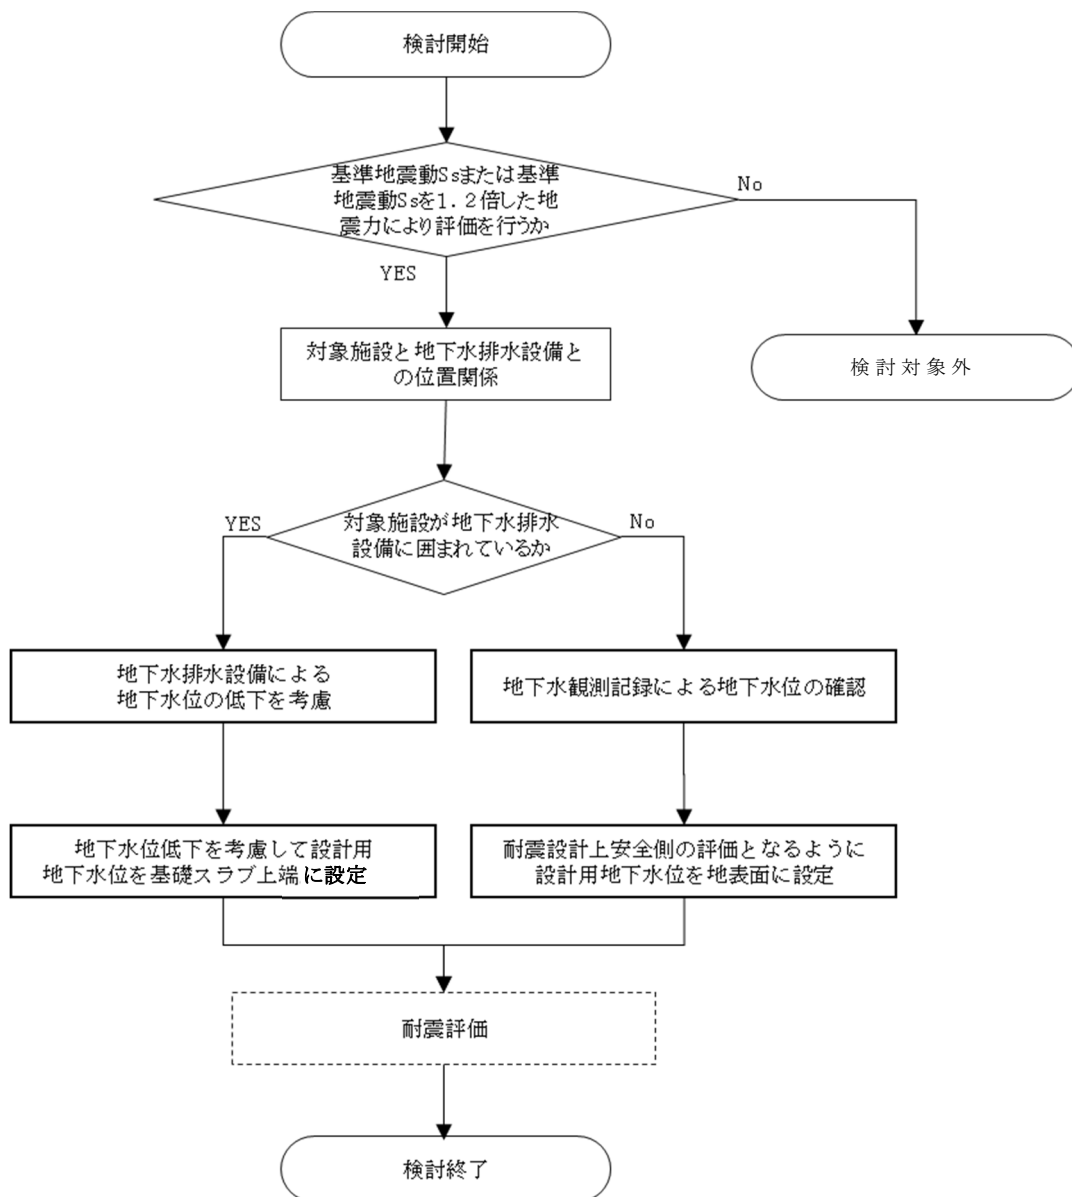 検討開始
基準地震動Ssまたは基準
地震動Ssを1.2倍した地
震力により評価を行うか
No
YES
対象施設と地下水排水設備と
の位置関係
検討対象外
YES
対象施設が地下水排水
設備に囲まれているか
No
地下水排水設備による
地下水位の低下を考慮
地下水観測記録による地下水位の確認
地下水位低下を考慮して設計用
地下水位を基礎スラブ上端に設定
耐震設計上安全側の評価となるように
設計用地下水位を地表面に設定
耐震評価
検討終了